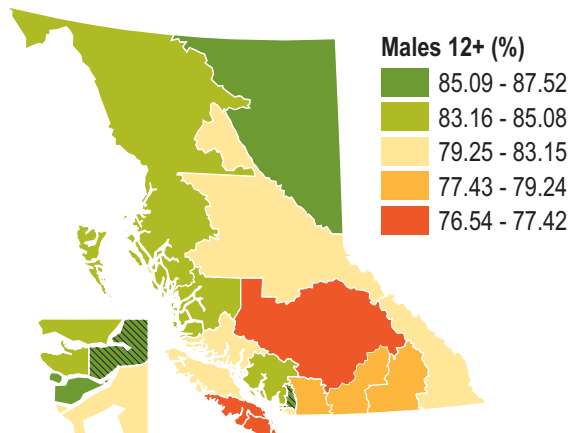 Males 12+ (%)
85.09 - 87.52
83.16 - 85.08
79.25 - 83.15
77.43 - 79.24
76.54 - 77.42